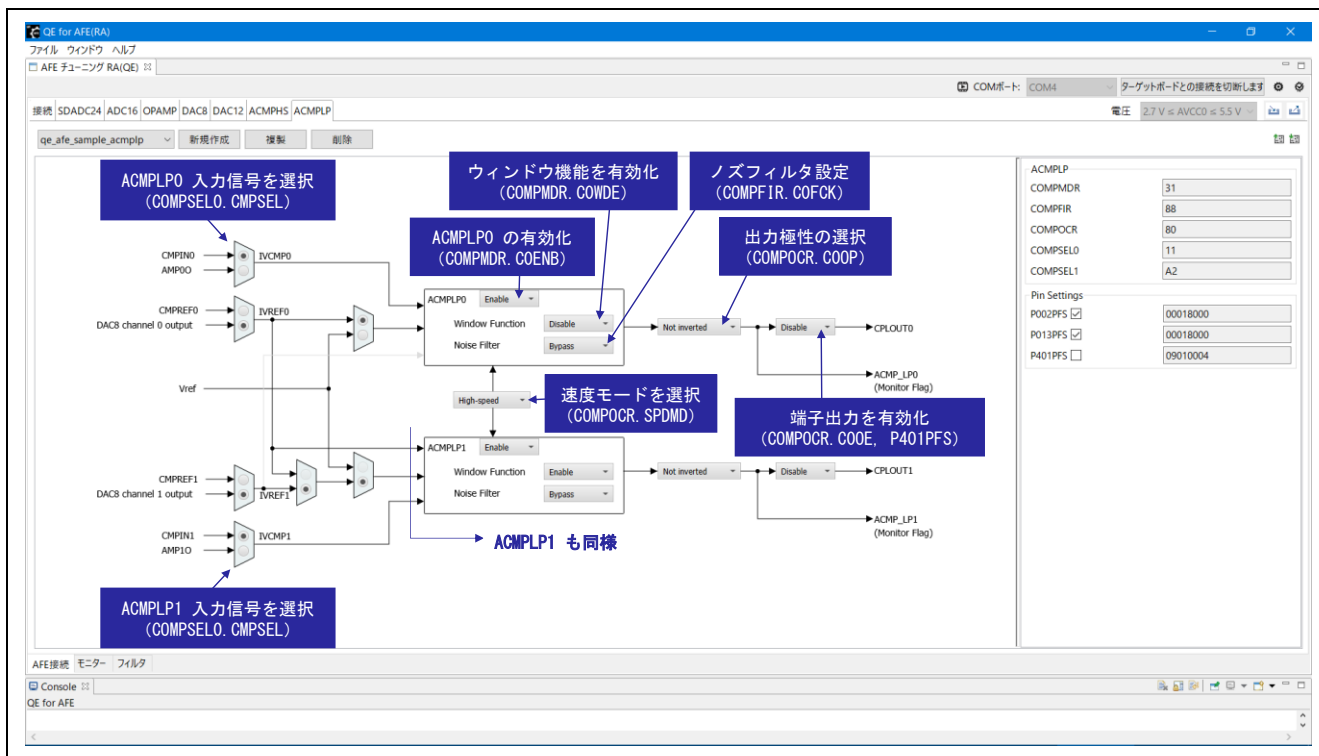 QE for AFE(RA)
ファイル ウィンドウ ヘルプ
AFE チューニング RA(QE)
COMポート: COM4 ターゲットボードとの接続を切断します
接続 SDADC24 ADC16 OPAMP DAC8 DAC12 ACMPHS ACMPLP
電圧 2.7 V ≤ AVCC0 ≤ 5.5 V
qe_afe_sample_acmplp 新規作成 複製 削除
ACMPLP0 入力信号を選択
(COMPSEL0.CMPSEL)
ウィンドウ機能を有効化
(COMPMDR.C0WDE)
ノズフィルタ設定
(COMPFIR.C0FCK)
ACMPLP0 の有効化
(COMPMDR.C0ENB)
出力極性の選択
(COMPOCR.C0OP)
CMPIN0
AMP0O
IVCMP0
CMPREF0
DAC8 channel 0 output
IVREF0
ACMPLP0 Enable
Window Function Disable
Noise Filter Bypass
Not inverted
Disable
CPLOUT0
ACMP_LP0
(Monitor Flag)
Vref
High-speed
速度モードを選択
(COMPOCR.SPDMD)
端子出力を有効化
(COMPOCR.C0OE, P401PFS)
ACMPLP1 Enable
Window Function Enable
Noise Filter Bypass
Not inverted
Disable
CPLOUT1
ACMP_LP1
(Monitor Flag)
CMPREF1
DAC8 channel 1 output
IVREF1
CMPIN1
AMP1O
IVCMP1
ACMPLP1 も同様
ACMPLP1 入力信号を選択
(COMPSEL0.CMPSEL)
ACMPLP
COMPMDR 31
COMPFIR 88
COMPOCR 80
COMPSEL0 11
COMPSEL1 A2
Pin Settings
P002PFS 00018000
P013PFS 00018000
P401PFS 09010004
AFE接続 モニター フィルタ
Console
QE for AFE